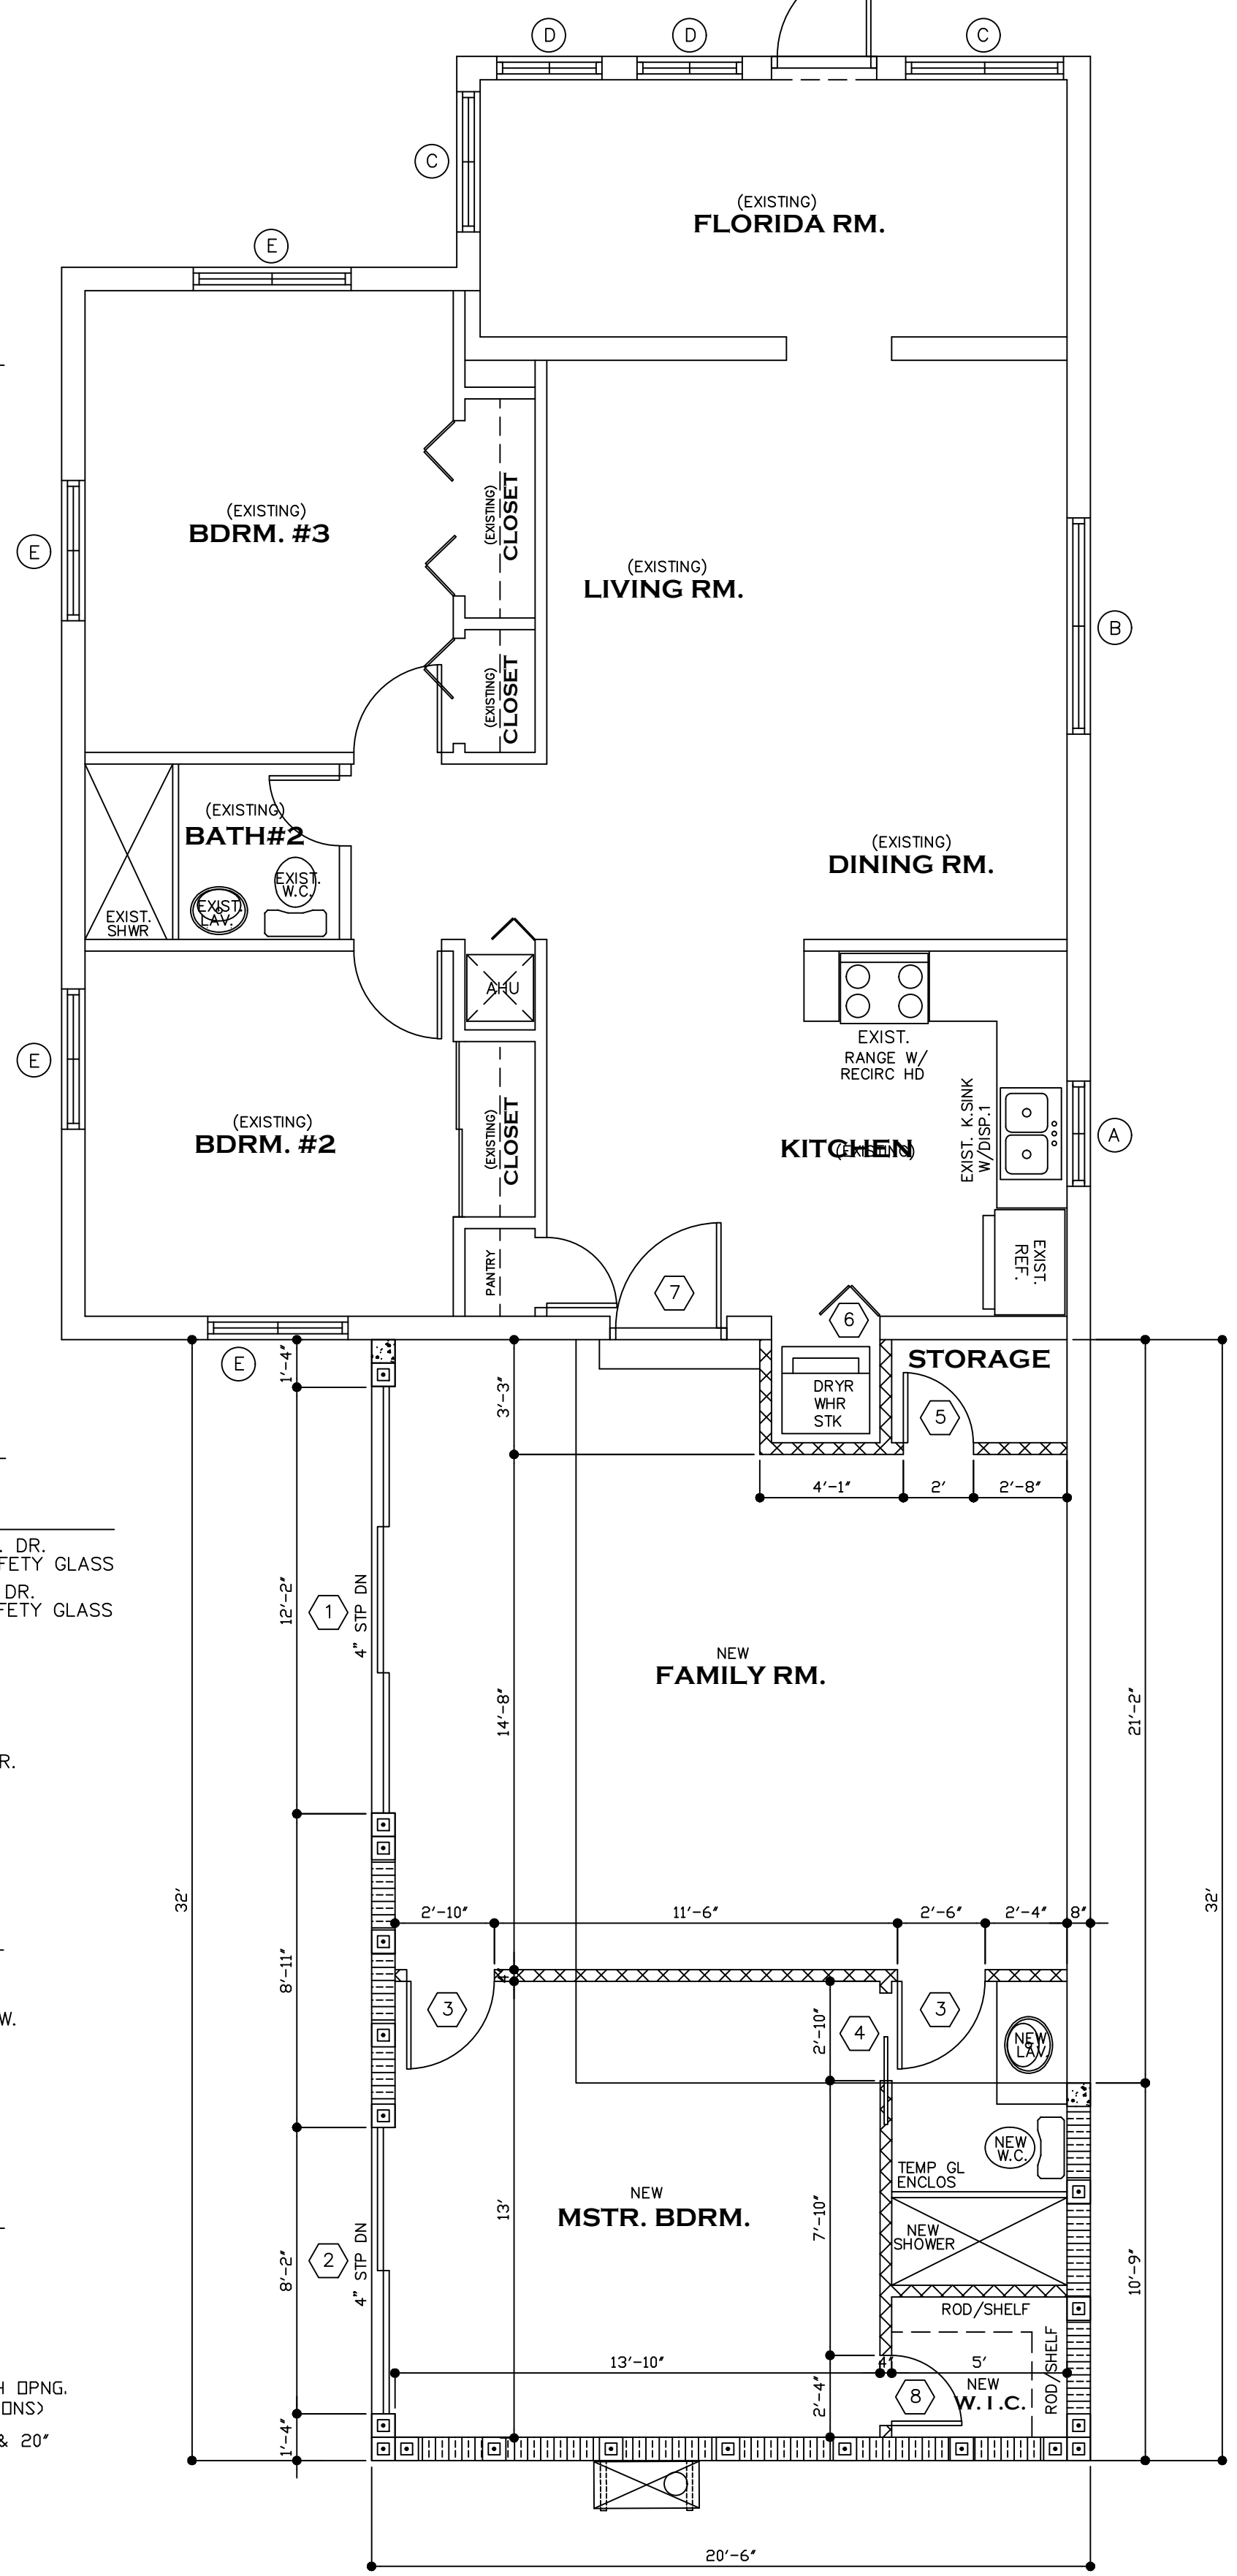 D
D
C
C
(EXISTING)
FLORIDA RM.
E
(EXISTING)
BDRM. #3
(EXISTING)
CLOSET
(EXISTING)
LIVING RM.
E
B
(EXISTING)
CLOSET
(EXISTING)
BATH#2
(EXISTING)
DINING RM.
EXIST.
W.C.
EXIST.
LAV.
EXIST.
SHWR
AHU
EXIST.
RANGE W/
RECIRC HD
E
(EXISTING)
BDRM. #2
(EXISTING)
CLOSET
KITCHEN
(EXISTING)
EXIST. K.SINK
W/DISP.1
A
PANTRY
EXIST.
REF.
7
6
E
STORAGE
DRYR
WHR
STK
5
1'-4"
3'-3"
4'-1"
2'
2'-8"
. DR.
FETY GLASS
DR.
FETY GLASS
12'-2"
1
4" STP DN
NEW
FAMILY RM.
14'-8"
21'-2"
R.
32'
32'
2'-10"
11'-6"
2'-6"
2'-4"
8"
8'-11"
4"
3
3
4
2'-10"
NEW
LAV.
W.
NEW
W.C.
TEMP GL
ENCLOS
NEW
MSTR. BDRM.
13'
7'-10"
NEW
SHOWER
8'-2"
2
4" STP DN
10'-9"
ROD/SHELF
ROD/SHELF
13'-10"
4"
5'
NEW
W.I.C.
8
2'-4"
H OPNG.
ONS)
& 20"
1'-4"
20'-6"